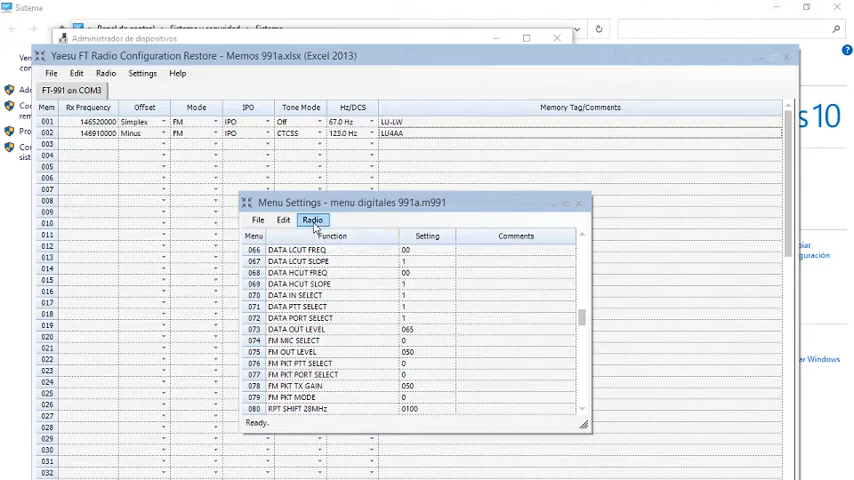 Sistema
Panel de control
Sistema y seguridad
Sistema
Administrador de dispositivos
Yaesu FT Radio Configuration Restore - Memos 991a.xlsx (Excel 2013)
File Edit Radio Settings Help
FT-991 on COM3
Mem Rx Frequency Offset Mode IPO Tone Mode Hz/DCS Memory Tag/Comments
001 146520000 Simplex FM IPO Off 67.0 Hz LU-LW
002 146910000 Minus FM IPO CTCSS 123.0 Hz LU4AA
003
004
005
006
007
008
009
010
011
012
013
014
015
016
017
018
019
020
021
022
023
024
025
026
027
028
029
030
031
032
Menu Settings - menu digitales 991a.m991
File Edit Radio
Menu Function Setting Comments
066 DATA LCUT FREQ 00
067 DATA LCUT SLOPE 1
068 DATA HCUT FREQ 00
069 DATA HCUT SLOPE 1
070 DATA IN SELECT 1
071 DATA PTT SELECT 1
072 DATA PORT SELECT 1
073 DATA OUT LEVEL 065
074 FM MIC SELECT 0
075 FM OUT LEVEL 050
076 FM PKT PTT SELECT 0
077 FM PKT PORT SELECT 0
078 FM PKT TX GAIN 050
079 FM PKT MODE 0
080 RPT SHIFT 28MHz 0100
Ready.
Ven
Ad
rem
Pro
Co
sist
10
biar
figuración
ar Windows